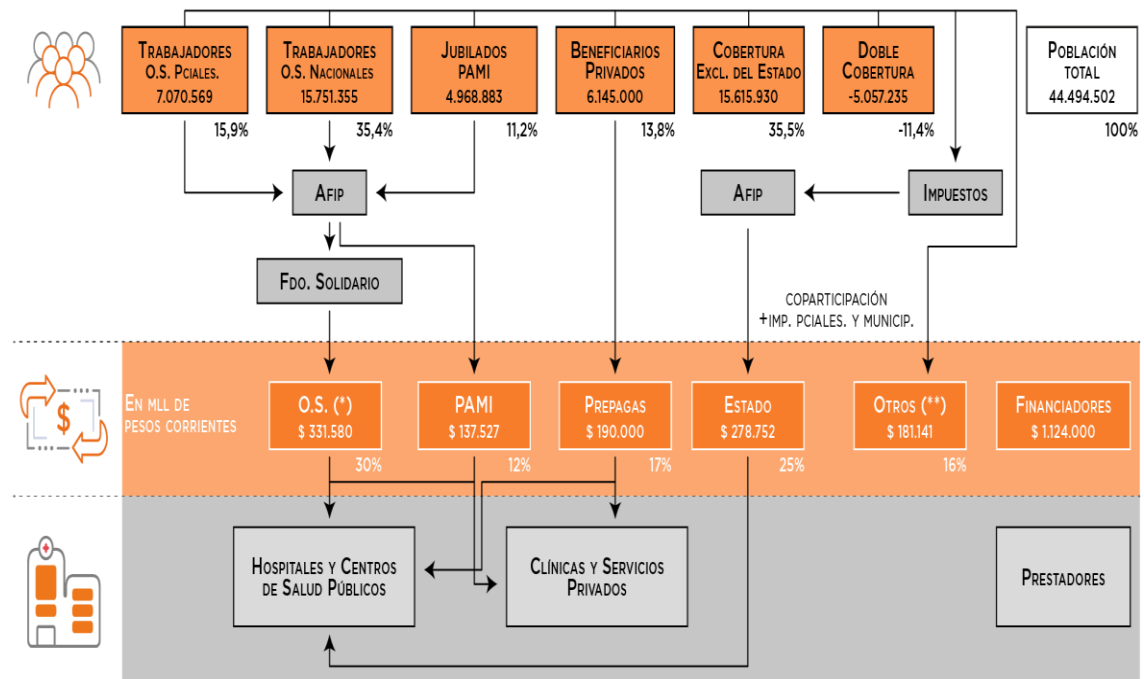 Trabajadores
O.S. Pciales.
7.070.569
15,9%
Trabajadores
O.S. Nacionales
15.751.355
35,4%
Jubilados
PAMI
4.968.883
11,2%
Beneficiarios
Privados
6.145.000
13,8%
Cobertura
Excl. del Estado
15.615.930
35,5%
Doble
Cobertura
-5.057.235
-11,4%
Población
total
44.494.502
100%
Afip
Afip
Impuestos
Fdo. Solidario
coparticipación
+imp. pciales. y municip.
En mll de
pesos corrientes
O.S. (*)
$ 331.580
30%
PAMI
$ 137.527
12%
Prepagas
$ 190.000
17%
Estado
$ 278.752
25%
Otros (**)
$ 181.141
16%
Financiadores
$ 1.124.000
$
Hospitales y Centros
de Salud Públicos
Clínicas y Servicios
Privados
Prestadores